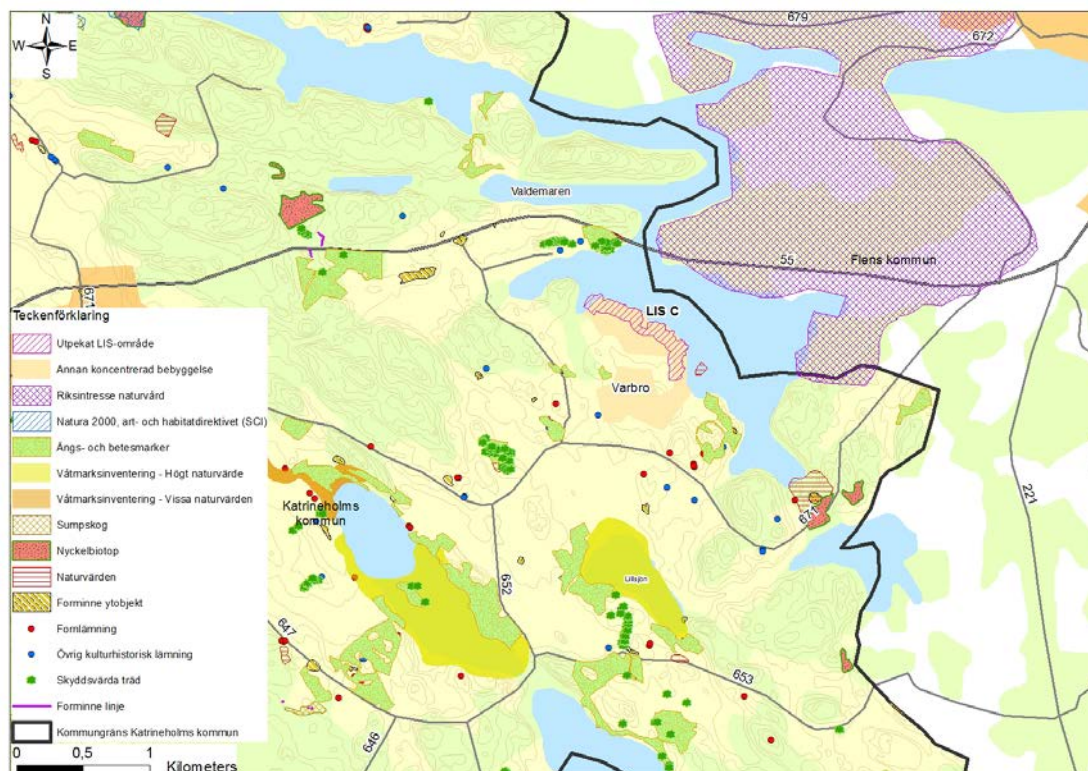 N
W E
S
679
672
Valdemaren
55
Flens kommun
671
LIS C
Varbro
Teckenförklaring
Utpekat LIS-område
Annan koncentrerad bebyggelse
Riksintresse naturvård
Natura 2000, art- och habitatdirektivet (SCI)
Ängs- och betesmarker
Våtmarksinventering - Högt naturvärde
Våtmarksinventering - Vissa naturvärden
Sumpskog
Nyckelbiotop
Naturvärden
Fornminne ytobjekt
Fornlämning
Övrig kulturhistorisk lämning
Skyddsvärda träd
Fornminne linje
Kommungräns Katrineholms kommun
0 0,5 1
Kilometers
Katrineholms
kommun
671
221
652
Lillsjön
647
653
646